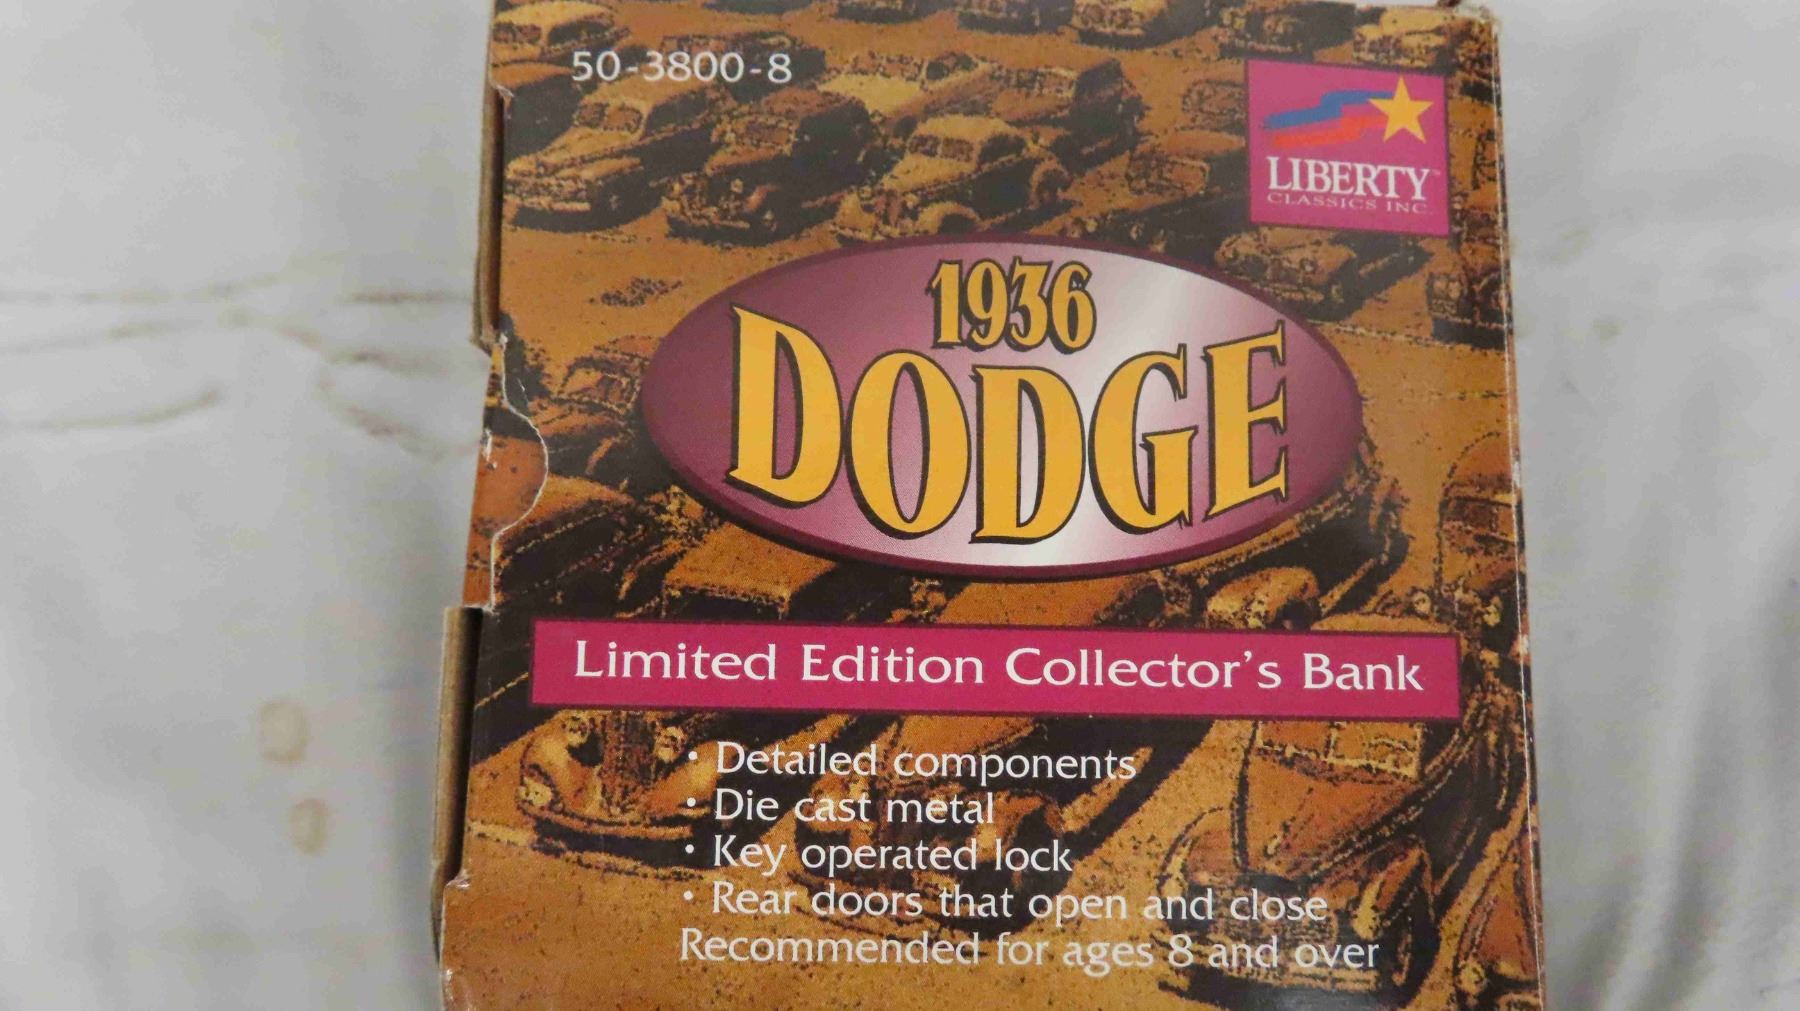 50-3800-8
LIBERTY™
CLASSICS INC.
1936
DODGE
Limited Edition Collector's Bank
• Detailed components
• Die cast metal
• Key operated lock
• Rear doors that open and close
Recommended for ages 8 and over